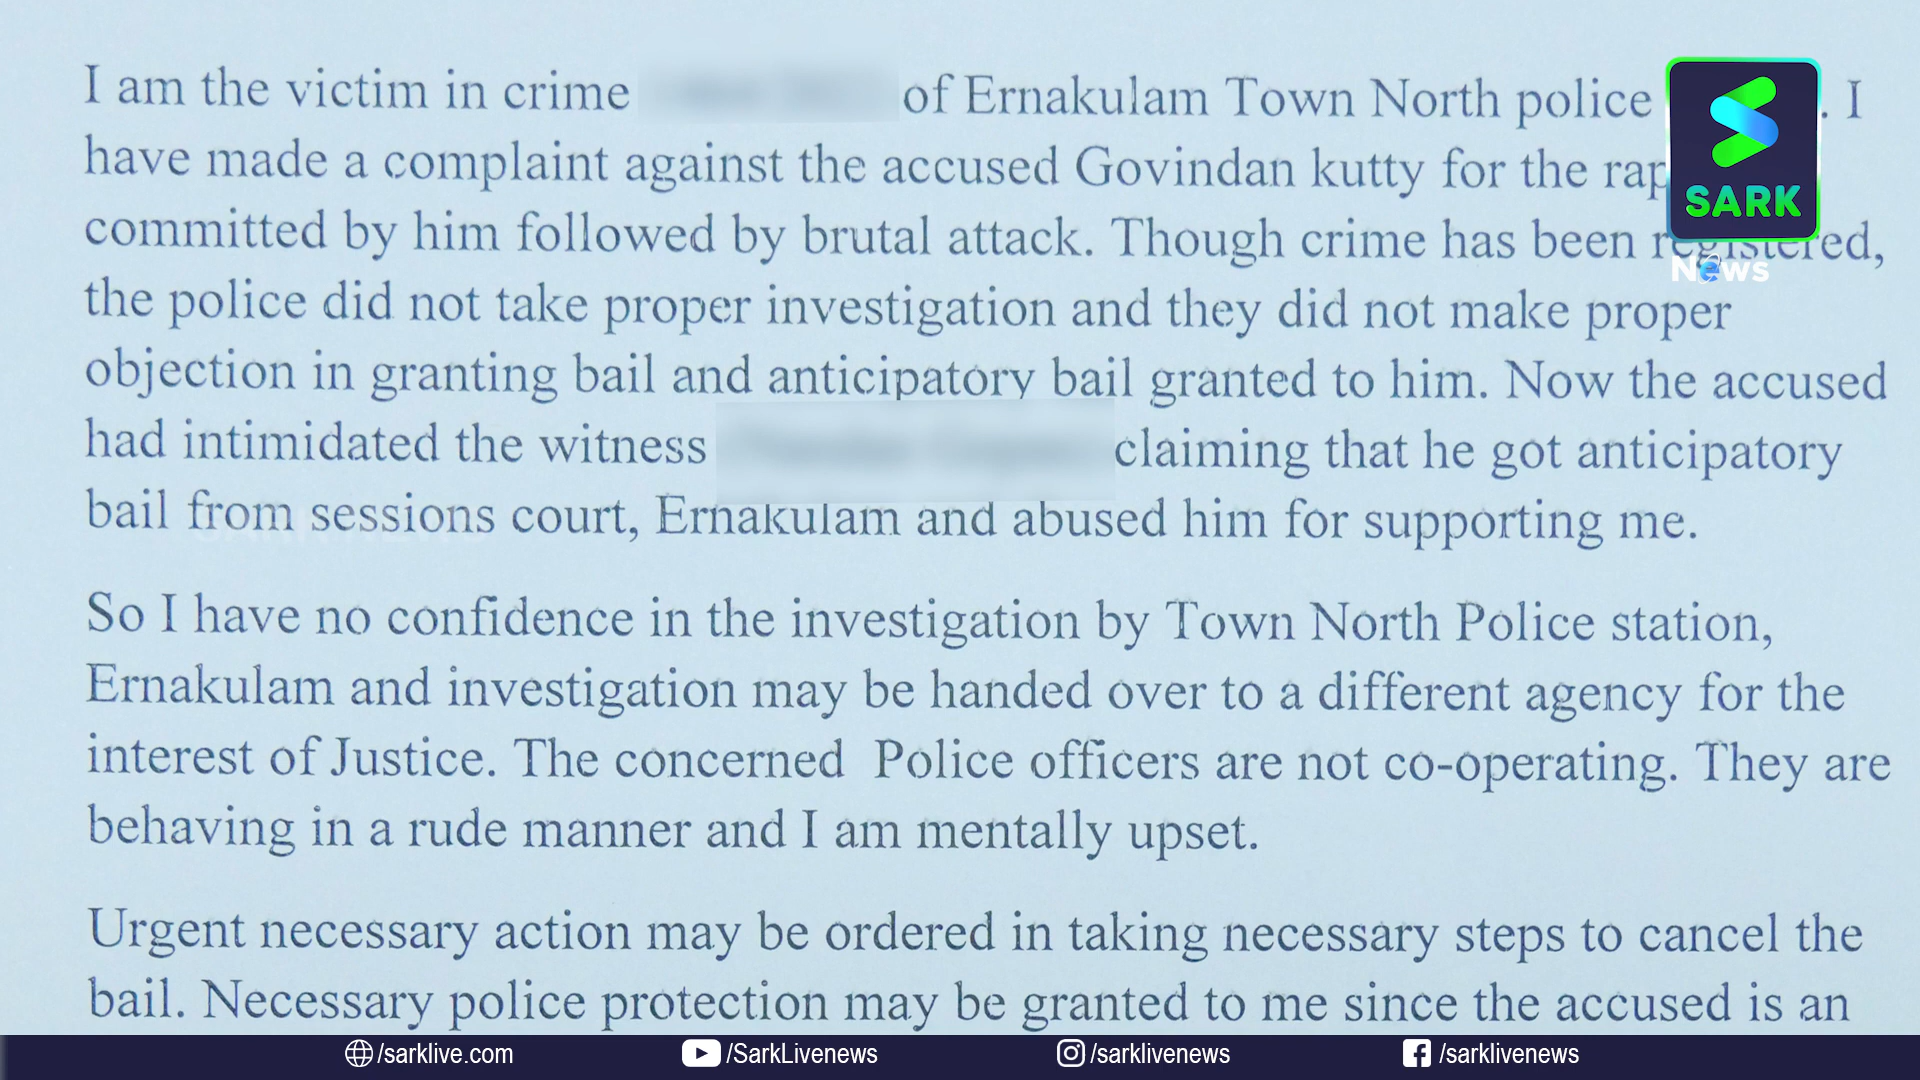 I am the victim in crime of Ernakulam Town North police . I
have made a complaint against the accused Govindan kutty for the
committed by him followed by brutal attack. Though crime has been registered,
the police did not take proper investigation and they did not make proper
objection in granting bail and anticipatory bail granted to him. Now the accused
had intimidated the witness claiming that he got anticipatory
bail from sessions court, Ernakulam and abused him for supporting me.
So I have no confidence in the investigation by Town North Police station,
Ernakulam and investigation may be handed over to a different agency for the
interest of Justice. The concerned Police officers are not co-operating. They are
behaving in a rude manner and I am mentally upset.
Urgent necessary action may be ordered in taking necessary steps to cancel the
bail. Necessary police protection may be granted to me since the accused is an
SARK
News
/sarklive.com /SarkLivenews /sarklivenews /sarklivenews